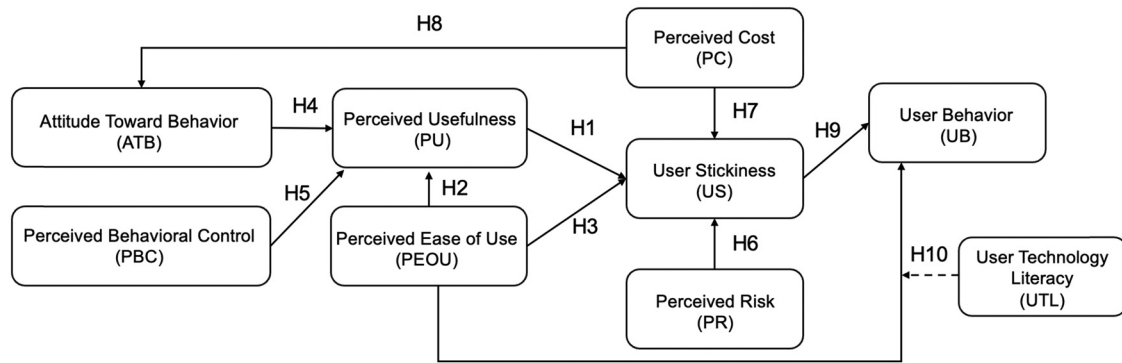 H8
Perceived Cost
(PC)
Attitude Toward Behavior
(ATB)
H4
Perceived Usefulness
(PU)
H1
H7
User Behavior
(UB)
H9
User Stickiness
(US)
H5
H2
H3
Perceived Behavioral Control
(PBC)
Perceived Ease of Use
(PEOU)
H6
H10
User Technology
Literacy
(UTL)
Perceived Risk
(PR)